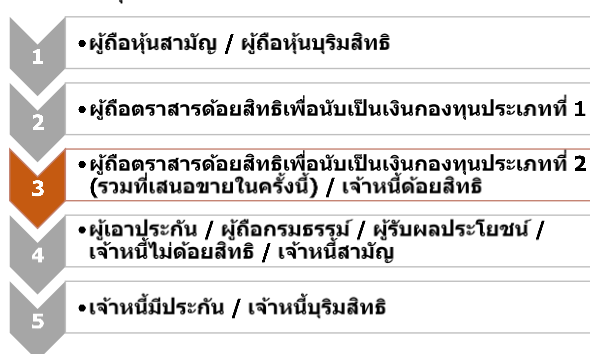 1
•ผู้ถือหุ้นสามัญ / ผู้ถือหุ้นบุริมสิทธิ
2
•ผู้ถือตราสารด้อยสิทธิเพื่อนับเป็นเงินกองทุนประเภทที่ 1
3
•ผู้ถือตราสารด้อยสิทธิเพื่อนับเป็นเงินกองทุนประเภทที่ 2
(รวมที่เสนอขายในครั้งนี้) / เจ้าหนี้ด้อยสิทธิ
4
•ผู้เอาประกัน / ผู้ถือกรมธรรม์ / ผู้รับผลประโยชน์ /
เจ้าหนี้ไม่ด้อยสิทธิ / เจ้าหนี้สามัญ
5
•เจ้าหนี้มีประกัน / เจ้าหนี้บุริมสิทธิ